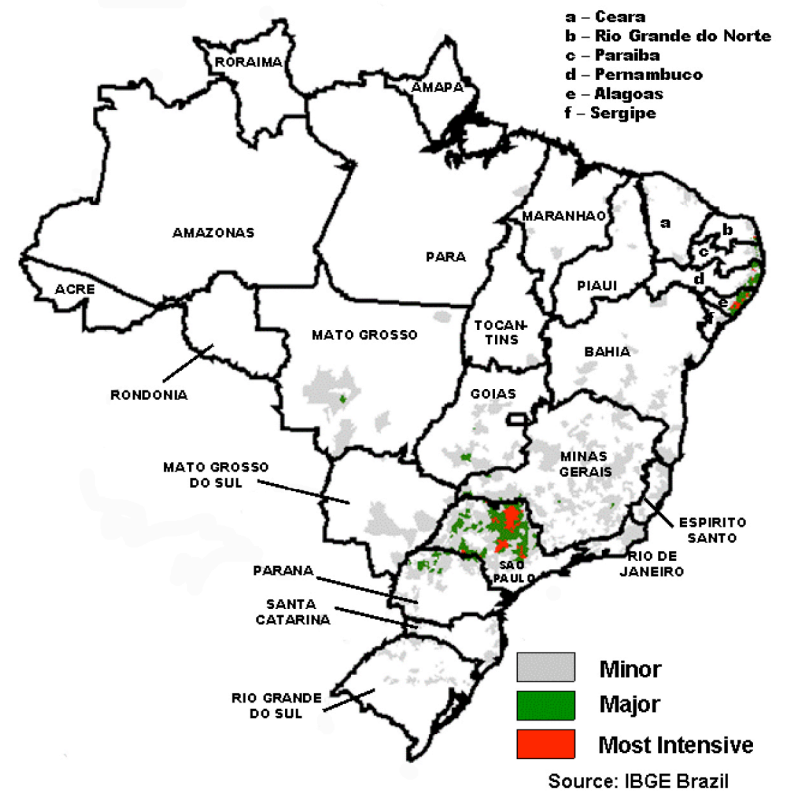 a – Ceara
b – Rio Grande do Norte
c – Paraiba
d – Pernambuco
e – Alagoas
f – Sergipe
RORAIMA
AMAPA
AMAZONAS
PARA
MARANHAO
a
b
c
d
e
f
ACRE
PIAUI
TOCAN-
TINS
MATO GROSSO
BAHIA
RONDONIA
GOIAS
MINAS
GERAIS
MATO GROSSO
DO SUL
ESPIRITO
SANTO
RIO DE
JANEIRO
SAO
PAULO
PARANA
SANTA
CATARINA
RIO GRANDE
DO SUL
Minor
Major
Most Intensive
Source: IBGE Brazil